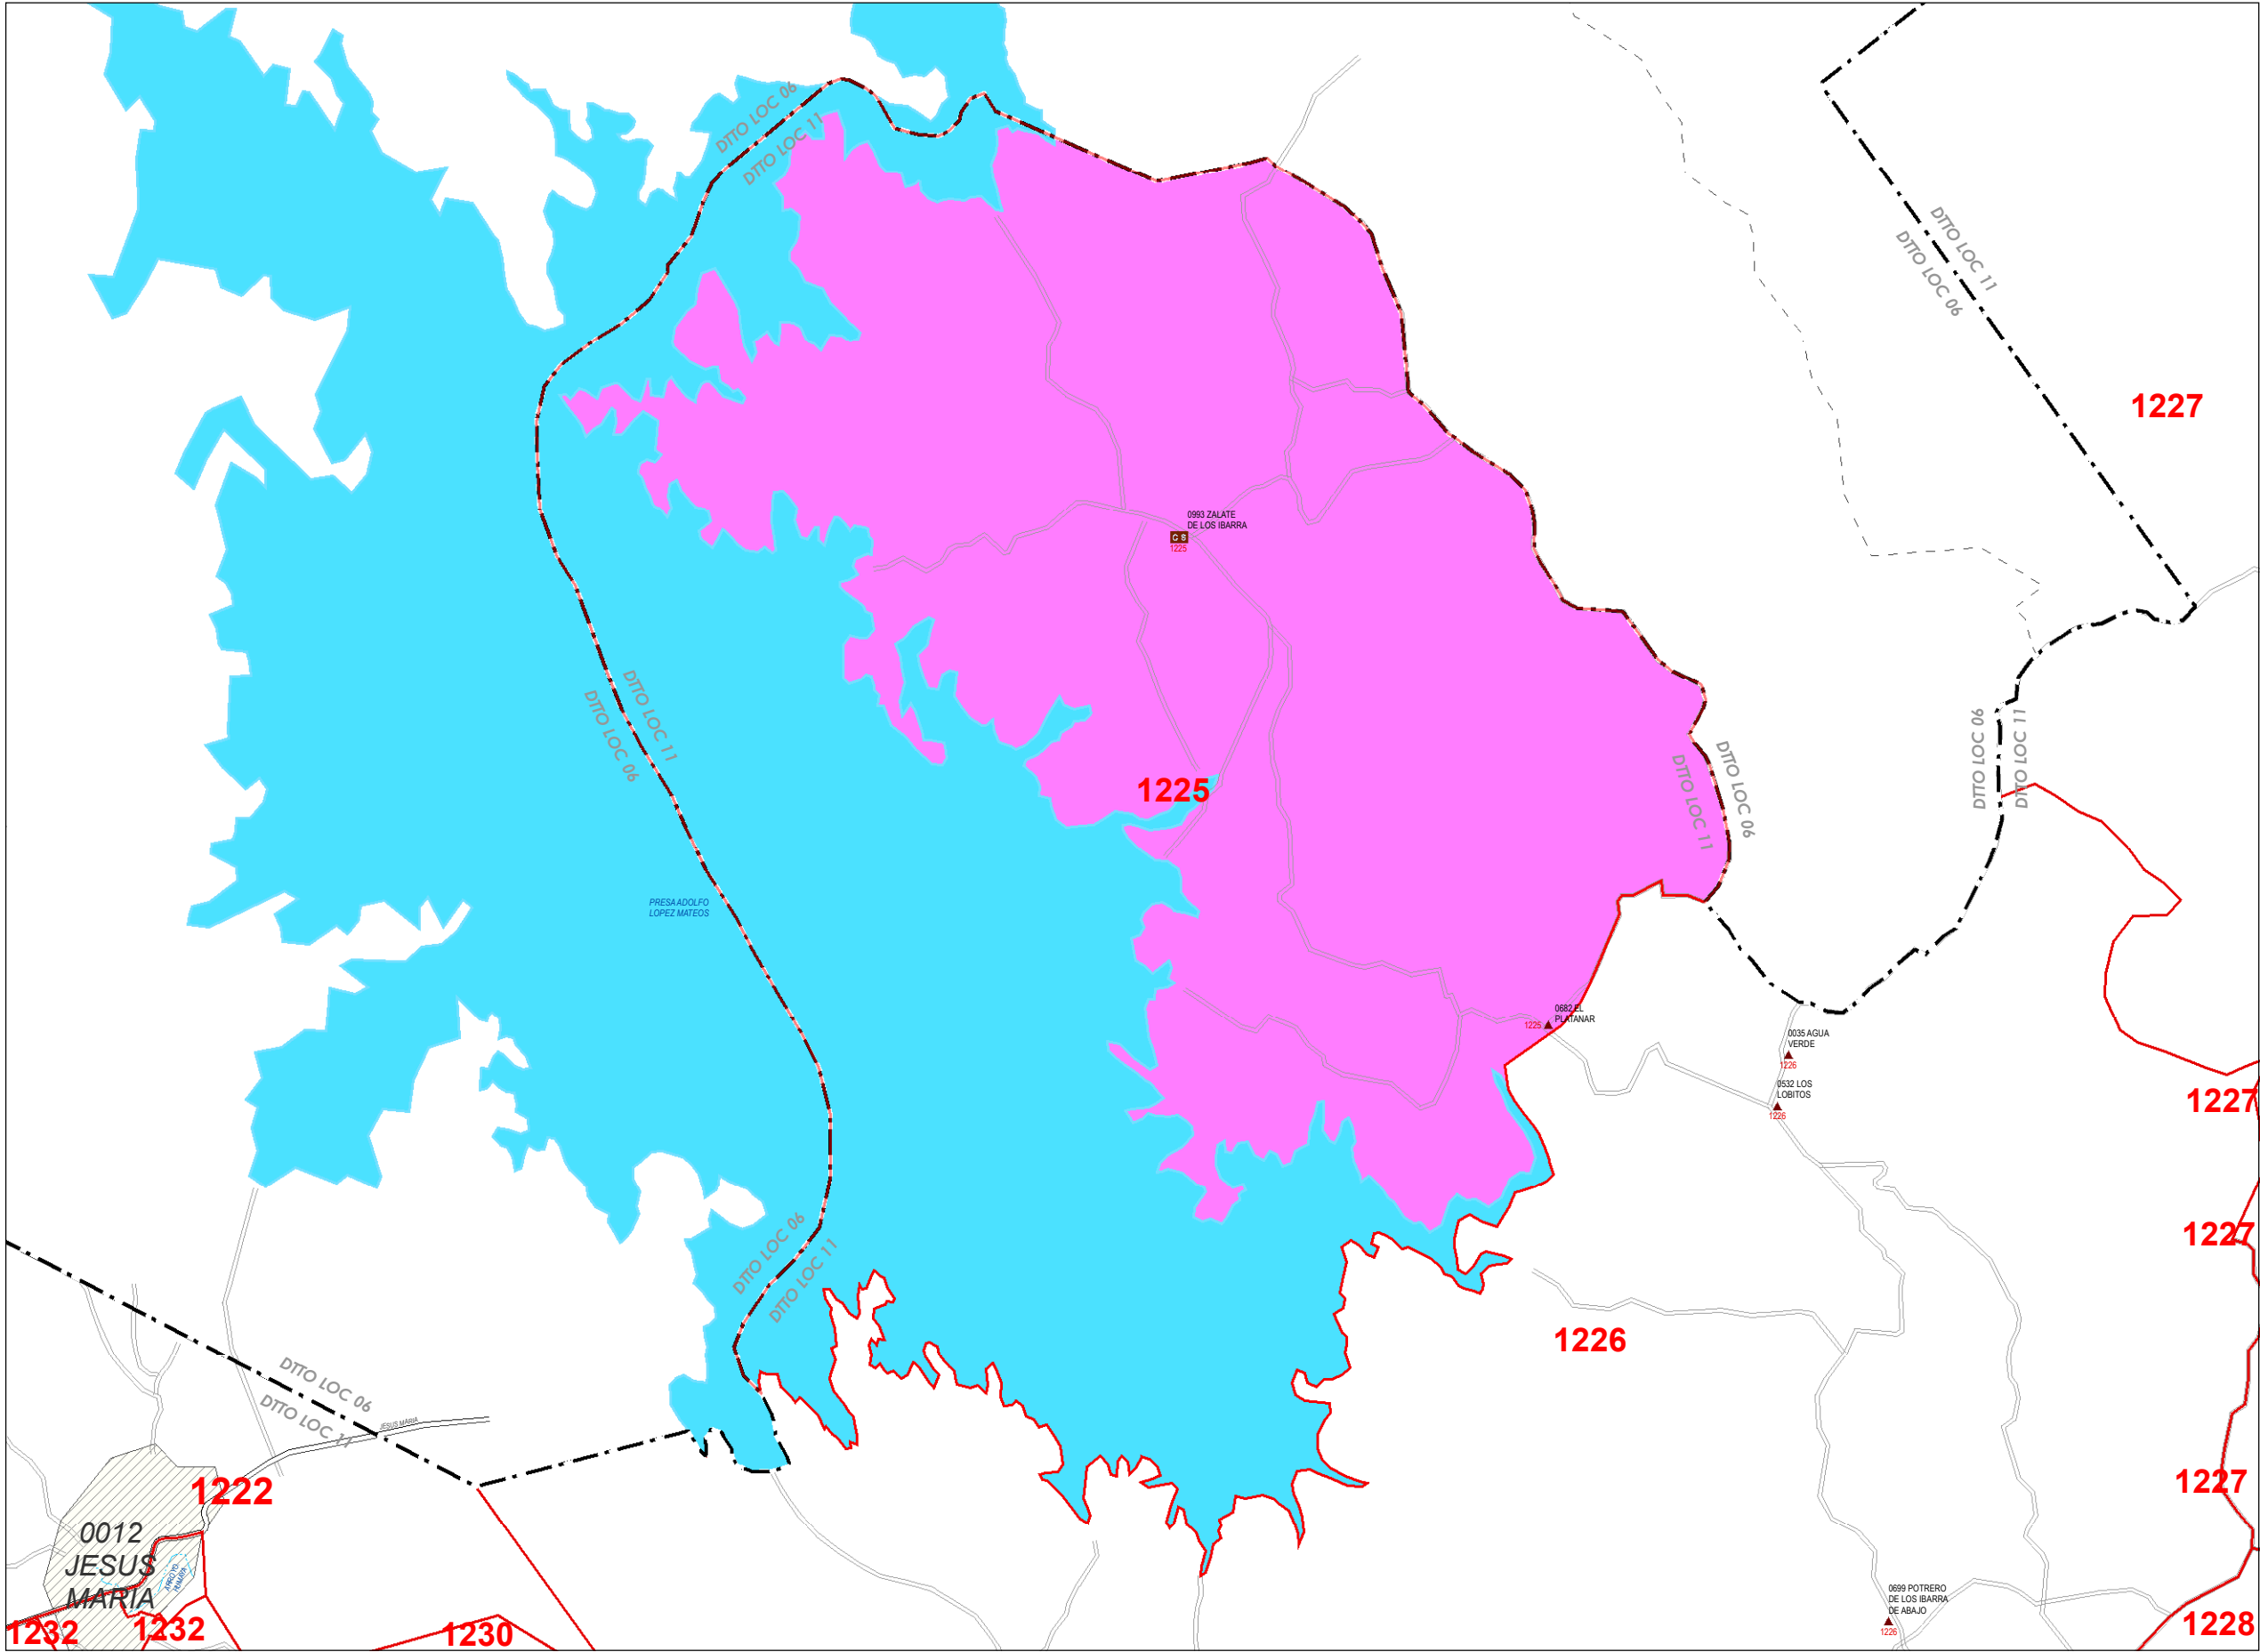 DTTO LOC 06
DTTO LOC 11
DTTO LOC 11
DTTO LOC 06
1227
0993 ZALATE
DE LOS IBARRA
C S
1225
DTTO LOC 11
DTTO LOC 06
DTTO LOC 06
DTTO LOC 11
DTTO LOC 06
DTTO LOC 11
1225
PRESA ADOLFO
LOPEZ MATEOS
0682 EL
PLATANAR
1225
0035 AGUA
VERDE
1226
0532 LOS
LOBITOS
1226
1227
1227
DTTO LOC 06
DTTO LOC 11
1226
DTTO LOC 06
DTTO LOC 11
JESUS MARIA
1222
1227
0012
JESUS
MARIA
ARROYO
HUMAYA
0699 POTRERO
DE LOS IBARRA
DE ABAJO
1226
1232
1232
1230
1228